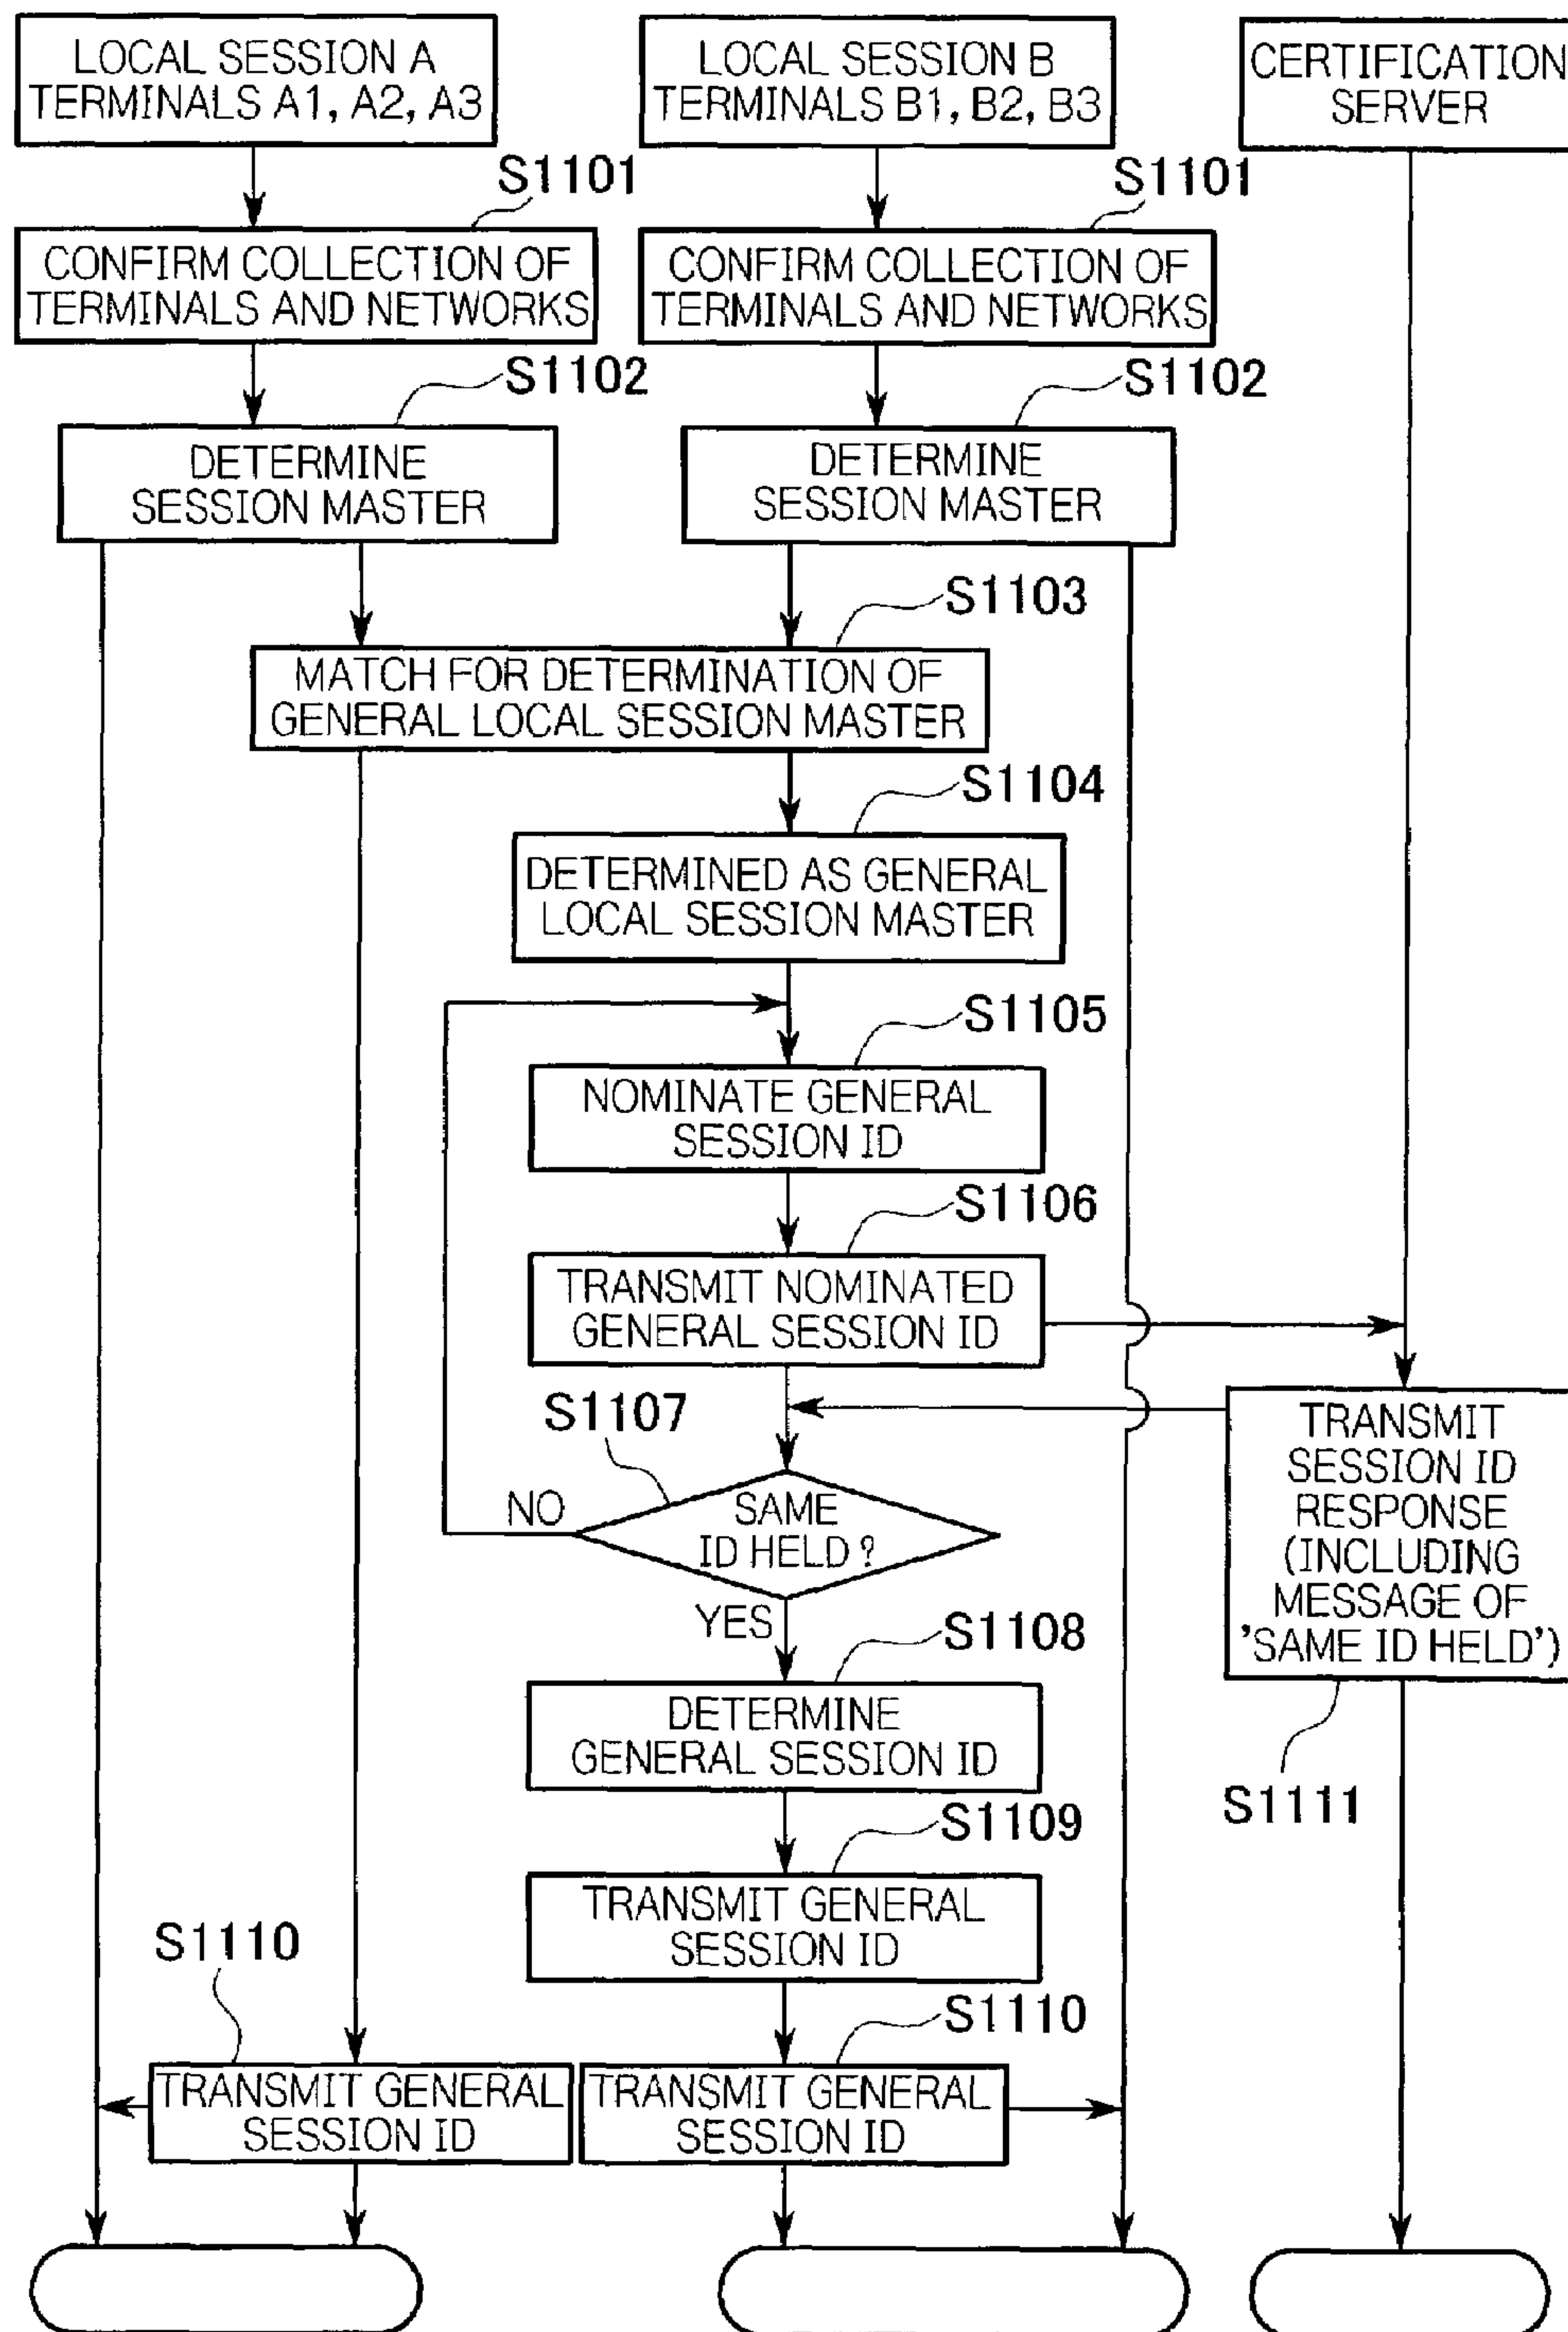 LOCAL SESSION A
TERMINALS A1, A2, A3
LOCAL SESSION B
TERMINALS B1, B2, B3
CERTIFICATION
SERVER
S1101
S1101
CONFIRM COLLECTION OF
TERMINALS AND NETWORKS
CONFIRM COLLECTION OF
TERMINALS AND NETWORKS
S1102
S1102
DETERMINE
SESSION MASTER
DETERMINE
SESSION MASTER
S1103
MATCH FOR DETERMINATION OF
GENERAL LOCAL SESSION MASTER
S1104
DETERMINED AS GENERAL
LOCAL SESSION MASTER
S1105
NOMINATE GENERAL
SESSION ID
S1106
TRANSMIT NOMINATED
GENERAL SESSION ID
S1107
SAME
ID HELD ?
NO
YES
TRANSMIT
SESSION ID
RESPONSE
(INCLUDING
MESSAGE OF
'SAME ID HELD')
S1111
S1108
DETERMINE
GENERAL SESSION ID
S1109
TRANSMIT GENERAL
SESSION ID
S1110
S1110
TRANSMIT GENERAL
SESSION ID
TRANSMIT GENERAL
SESSION ID